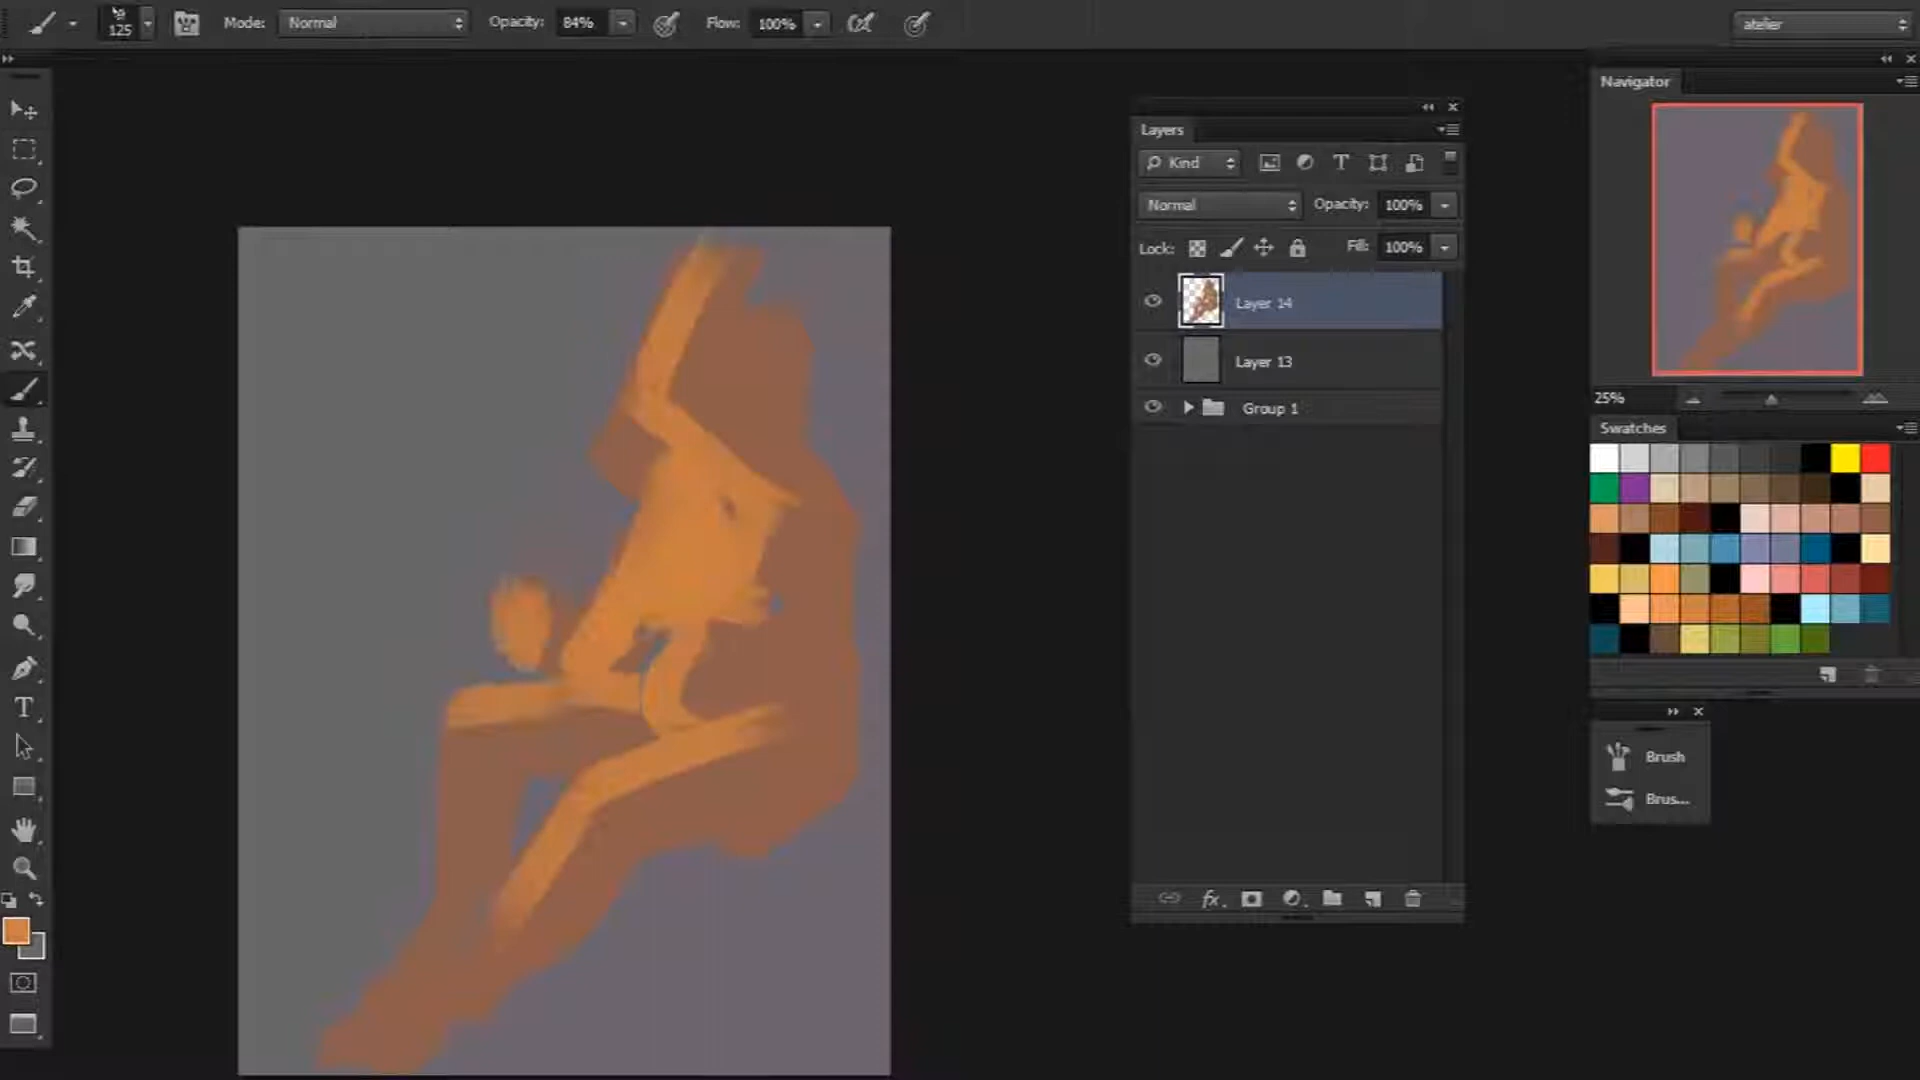 125
Mode: Normal
Opacity: 84%
Flow: 100%
atelier
Navigator
25%
Swatches
Brush
Brus...
Layers
Kind
Normal
Opacity: 100%
Lock:
Fill: 100%
Layer 14
Layer 13
Group 1
fx.
T
T